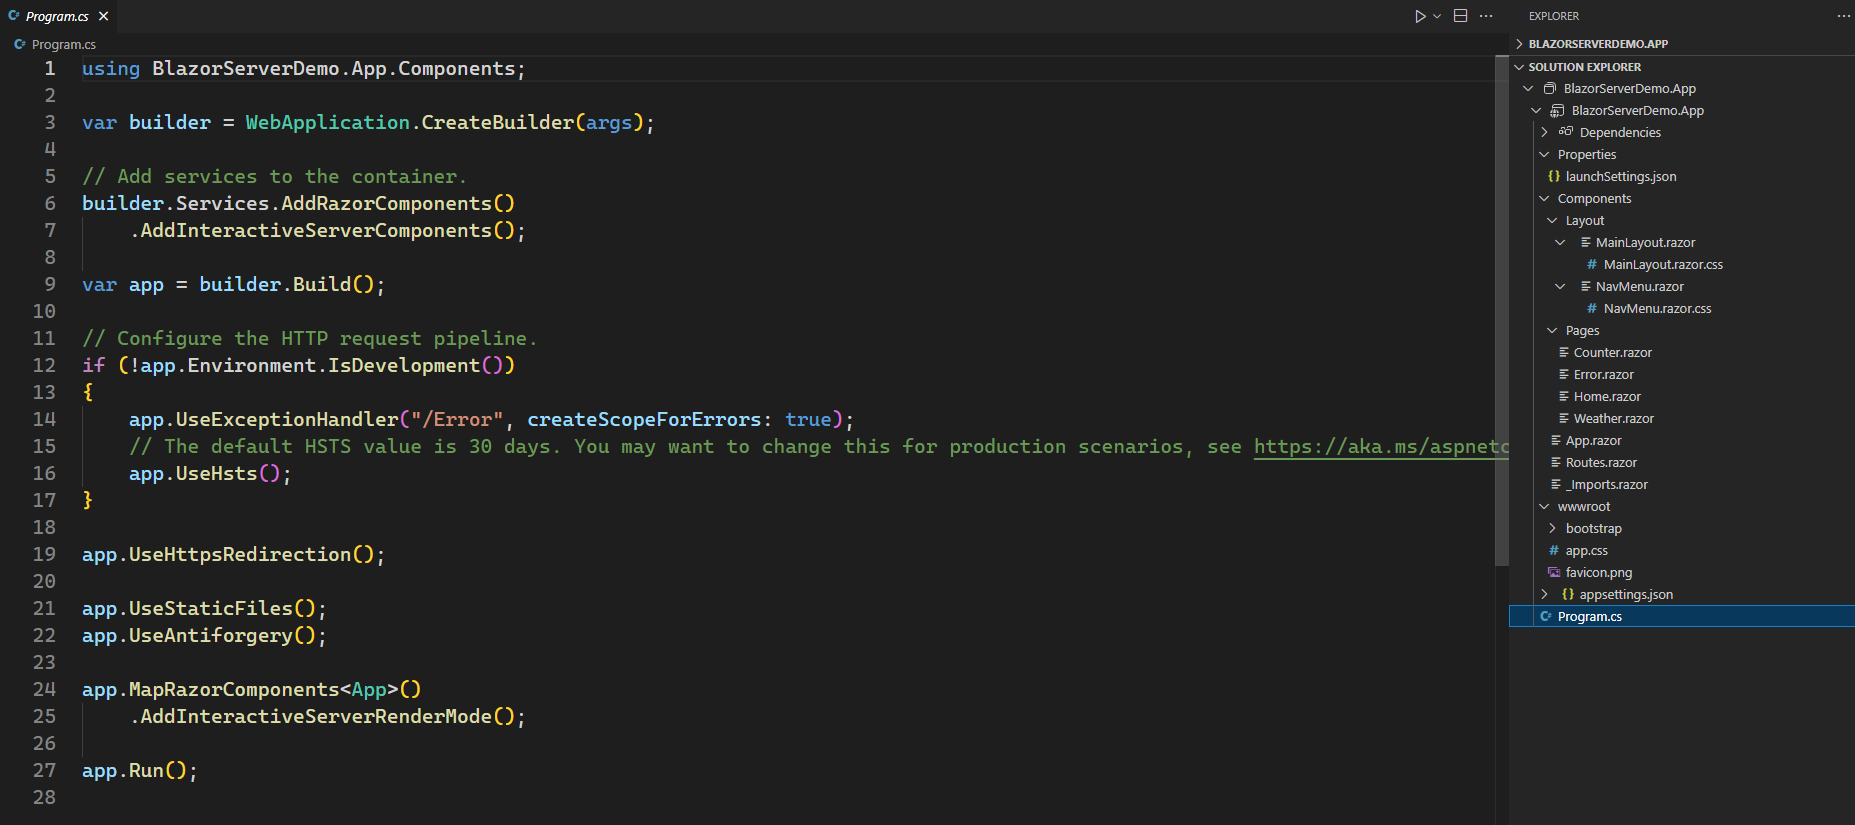 Program.cs
Program.cs
1 using BlazorServerDemo.App.Components;
2
3 var builder = WebApplication.CreateBuilder(args);
4
5 // Add services to the container.
6 builder.Services.AddRazorComponents()
7     .AddInteractiveServerComponents();
8
9 var app = builder.Build();
10
11 // Configure the HTTP request pipeline.
12 if (!app.Environment.IsDevelopment())
13 {
14     app.UseExceptionHandler("/Error", createScopeForErrors: true);
15     // The default HSTS value is 30 days. You may want to change this for production scenarios, see https://aka.ms/aspnetc
16     app.UseHsts();
17 }
18
19 app.UseHttpsRedirection();
20
21 app.UseStaticFiles();
22 app.UseAntiforgery();
23
24 app.MapRazorComponents<App>()
25     .AddInteractiveServerRenderMode();
26
27 app.Run();
28
EXPLORER
BLAZORSERVERDEMO.APP
SOLUTION EXPLORER
BlazorServerDemo.App
BlazorServerDemo.App
Dependencies
Properties
launchSettings.json
Components
Layout
MainLayout.razor
MainLayout.razor.css
NavMenu.razor
NavMenu.razor.css
Pages
Counter.razor
Error.razor
Home.razor
Weather.razor
App.razor
Routes.razor
_Imports.razor
wwwroot
bootstrap
app.css
favicon.png
appsettings.json
Program.cs